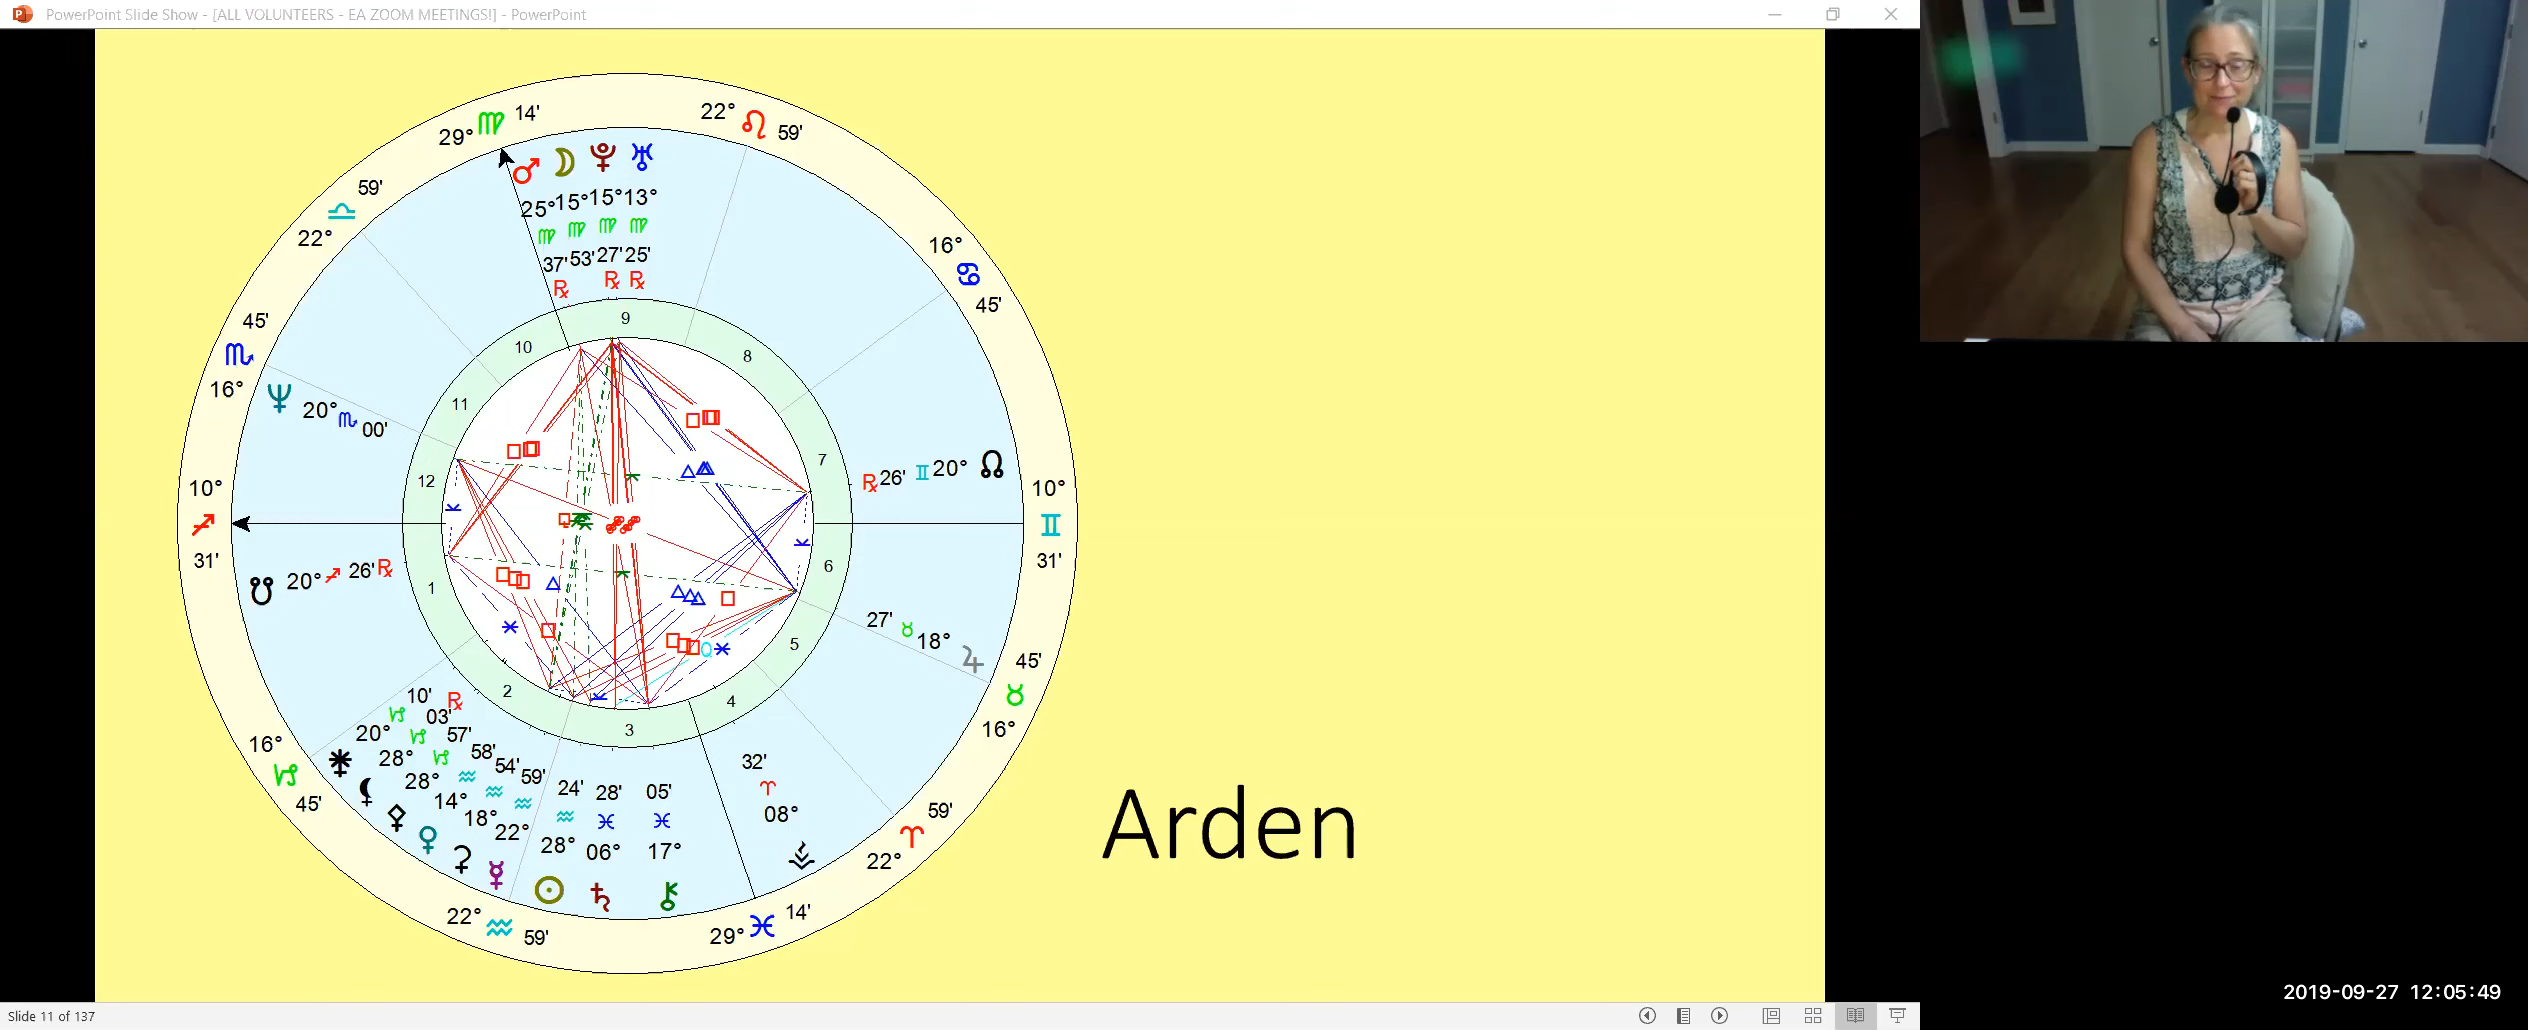 PowerPoint Slide Show - [ALL VOLUNTEERS - EA ZOOM MEETINGS!] - PowerPoint
29° ♍ 14'
22° ♌ 59'
59' ♎ 22°
16° ♋ 45'
45' ♏ 16°
10° ♐ 31'
10° ♊ 31'
45' ♉ 16°
16° ♑ 45'
59' ♈ 22°
22° ♒ 59'
29° ♓ 14'
♂ ☽ ♇ ♅
25° 15° 15° 13°
♍ ♍ ♍ ♍
37' 53' 27' 25'
℞ ℞ ℞
♆ 20° ♏ 00'
℞ 26' ♊ 20° ☊
☋ 20° ♐ 26' ℞
27' ♉ 18° ♃
⚵ 20° ♑ 10' ℞
⚸ 28° ♑ 03'
⚴ 28° ♑ 57'
♀ 14° ♒ 58'
⚳ 18° ♒ 54'
☿ 22° ♒ 59'
☉ 28° ♒ 24'
♄ 06° ♓ 28'
⚷ 17° ♓ 05'
32' ♈ 08° ⚶
1
2
3
4
5
6
7
8
9
10
11
12
Q
Arden
2019-09-27 12:05:49
Slide 11 of 137